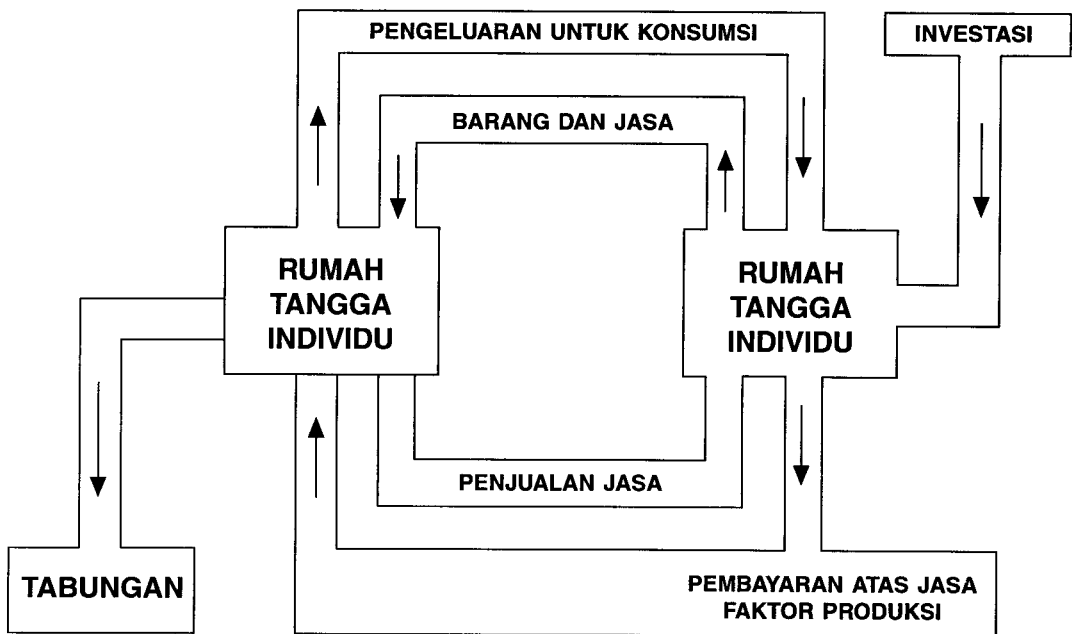 PENGELUARAN UNTUK KONSUMSI
INVESTASI
BARANG DAN JASA
RUMAH
TANGGA
INDIVIDU
RUMAH
TANGGA
INDIVIDU
PENJUALAN JASA
TABUNGAN
PEMBAYARAN ATAS JASA
FAKTOR PRODUKSI